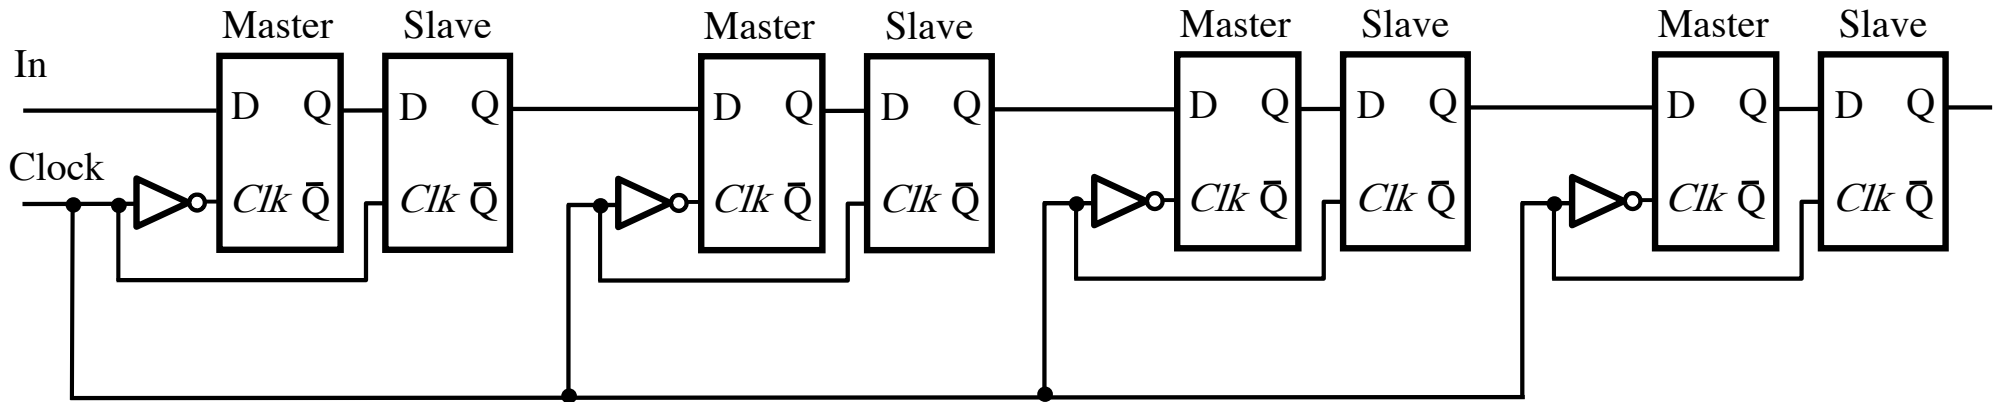 Master Slave Master Slave Master Slave Master Slave
In
D Q D Q D Q D Q D Q D Q D Q D Q
Clock
Clk Q̄ Clk Q̄ Clk Q̄ Clk Q̄ Clk Q̄ Clk Q̄ Clk Q̄ Clk Q̄